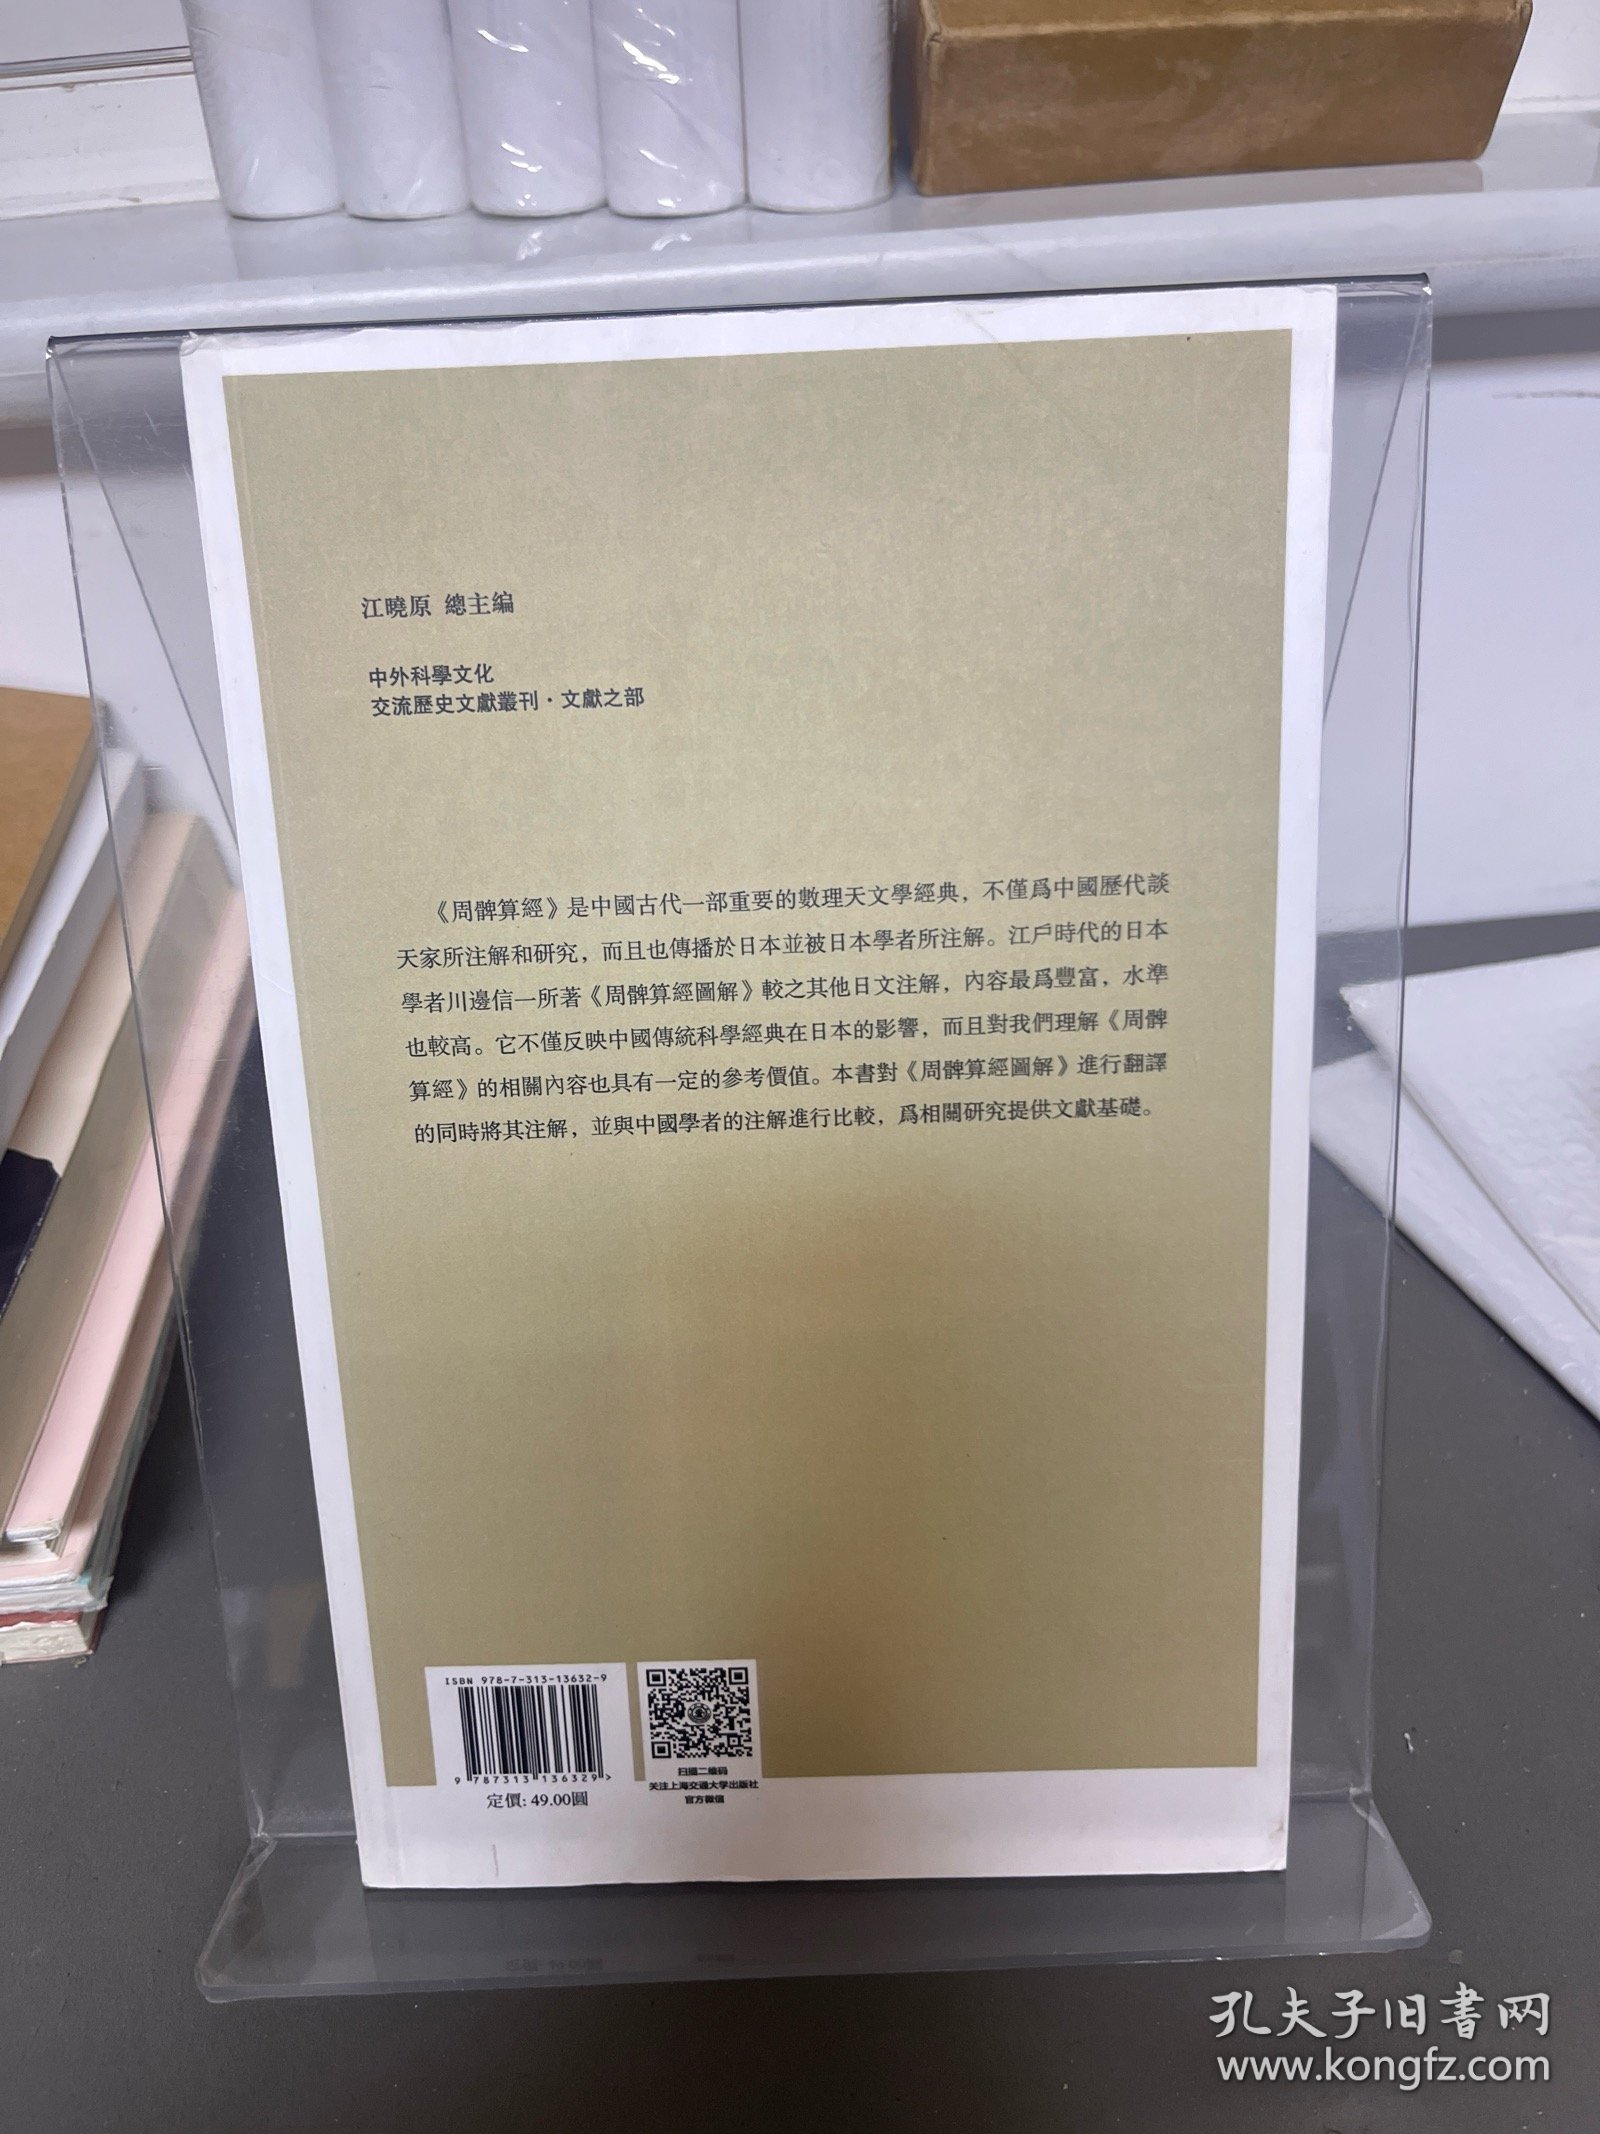 江曉原 總主編
中外科學文化
交流歷史文獻叢刊·文獻之部
《周髀算經》是中國古代一部重要的數理天文學經典，不僅爲中國歷代談
天家所注解和研究，而且也傳播於日本並被日本學者所注解。江戶時代的日本
學者川邊信一所著《周髀算經圖解》較之其他日文注解，內容最爲豐富，水準
也較高。它不僅反映中國傳統科學經典在日本的影響，而且對我們理解《周髀
算經》的相關內容也具有一定的參考價值。本書對《周髀算經圖解》進行翻譯
的同時將其注解，並與中國學者的注解進行比較，爲相關研究提供文獻基礎。
ISBN 978-7-313-13632-9
9 787313 136329>
定價: 49.00圓
扫描二维码
关注上海交通大学出版社
官方微信
孔夫子旧书网
www.kongfz.com